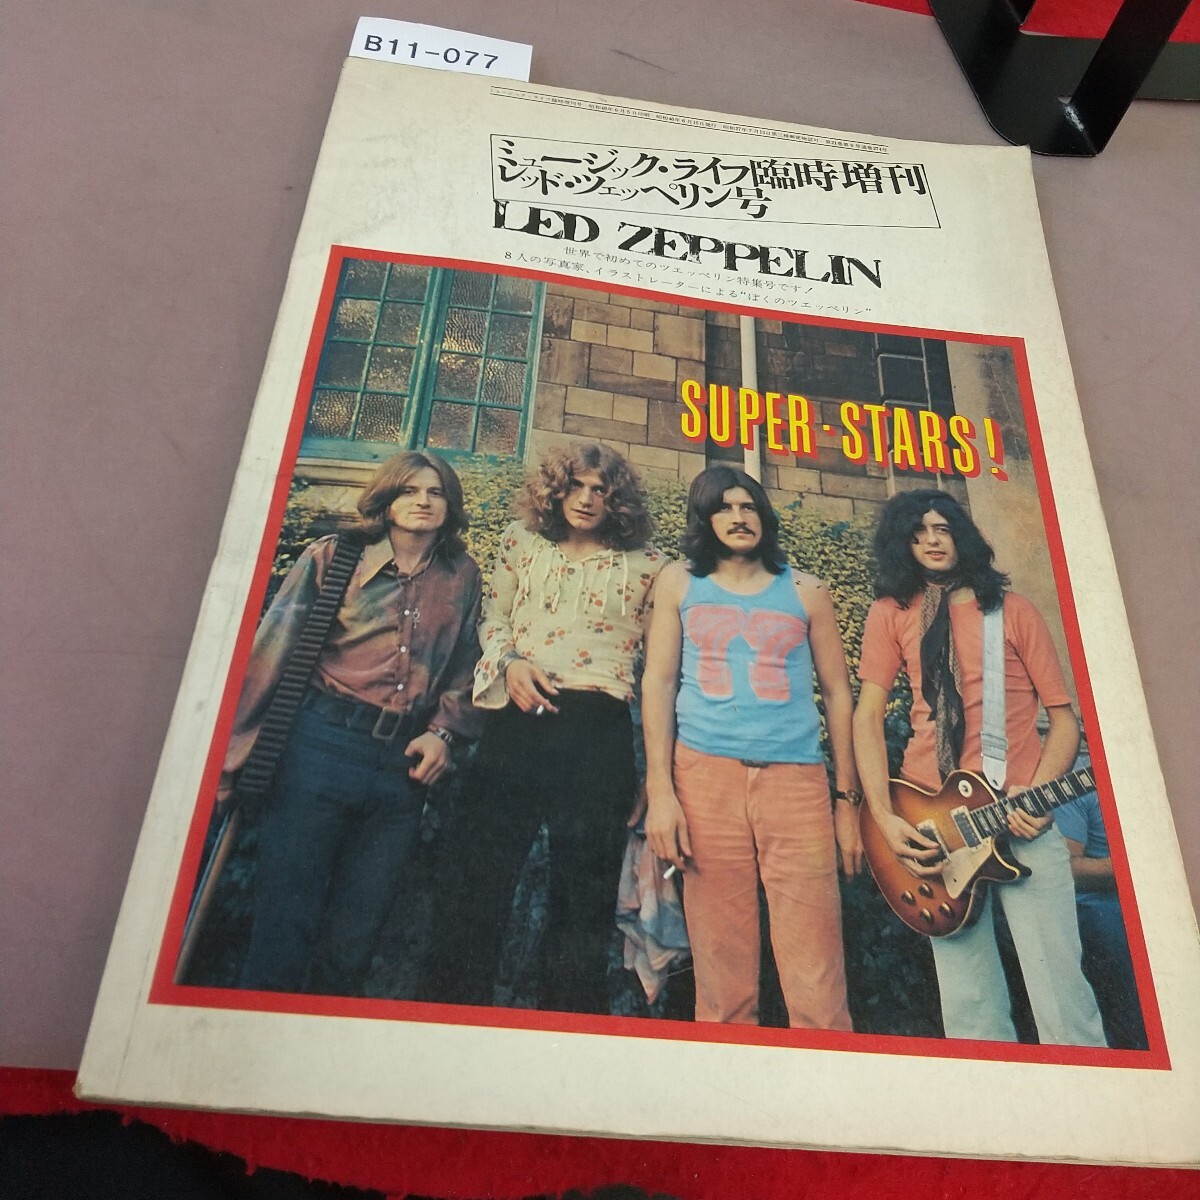 B11-077
ミュージック・ライフ臨時増刊
レッド・ツェッペリン号
LED ZEPPELIN
世界で初めてのツェッペリン特集号です!
8人の写真家、イラストレーターによる"ぼくのツェッペリン"
SUPER・STARS!